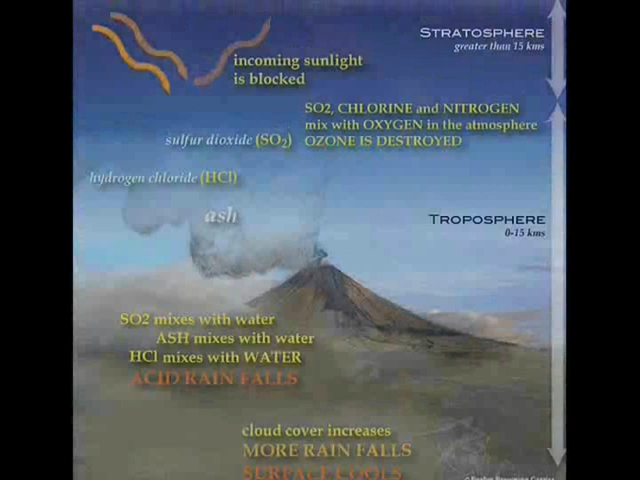 STRATOSPHERE
greater than 15 kms
incoming sunlight
is blocked
SO2, CHLORINE and NITROGEN
mix with OXYGEN in the atmosphere
OZONE IS DESTROYED
sulfur dioxide (SO2)
hydrogen chloride (HCl)
ash
TROPOSPHERE
0-15 kms
SO2 mixes with water
ASH mixes with water
HCl mixes with WATER
ACID RAIN FALLS
cloud cover increases
MORE RAIN FALLS
SURFACE COOLS